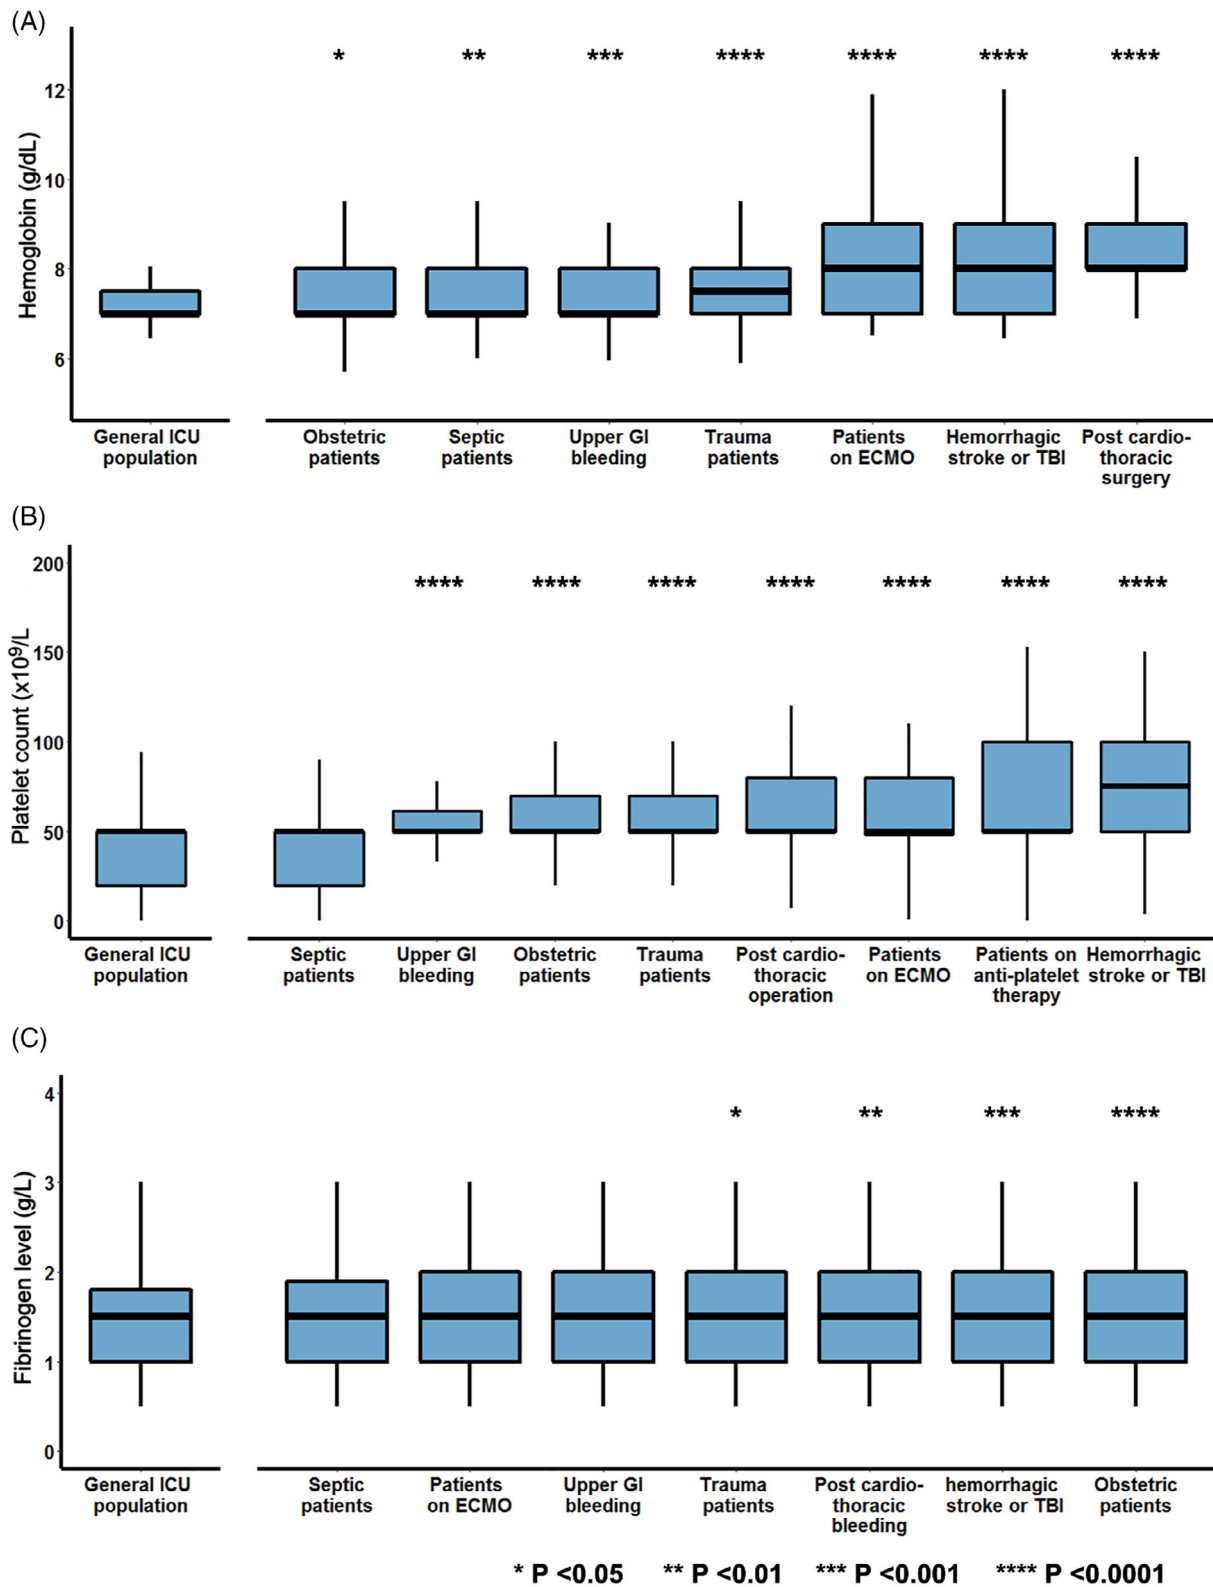 (A)
* ** *** **** **** **** ****
Hemoglobin (g/dL)
12
10
8
6
General ICU population
Obstetric patients
Septic patients
Upper GI bleeding
Trauma patients
Patients on ECMO
Hemorrhagic stroke or TBI
Post cardio-thoracic surgery
(B)
**** **** **** **** **** **** ****
Platelet count (x10⁹/L
200
150
100
50
0
General ICU population
Septic patients
Upper GI bleeding
Obstetric patients
Trauma patients
Post cardio-thoracic operation
Patients on ECMO
Patients on anti-platelet therapy
Hemorrhagic stroke or TBI
(C)
* ** *** ****
Fibrinogen level (g/L)
4
3
2
1
0
General ICU population
Septic patients
Patients on ECMO
Upper GI bleeding
Trauma patients
Post cardio-thoracic bleeding
hemorrhagic stroke or TBI
Obstetric patients
* P <0.05 ** P <0.01 *** P <0.001 **** P <0.0001